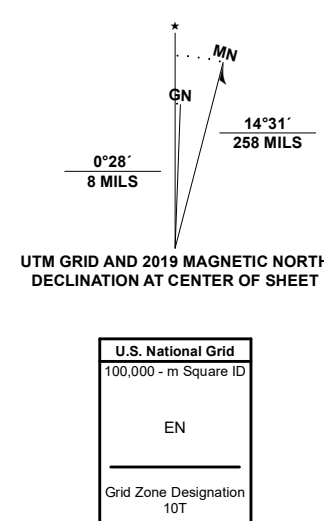 ★
MN
GN
14°31´
258 MILS
0°28´
8 MILS
UTM GRID AND 2019 MAGNETIC NORTH
DECLINATION AT CENTER OF SHEET
U.S. National Grid
100,000 - m Square ID
EN
Grid Zone Designation
10T